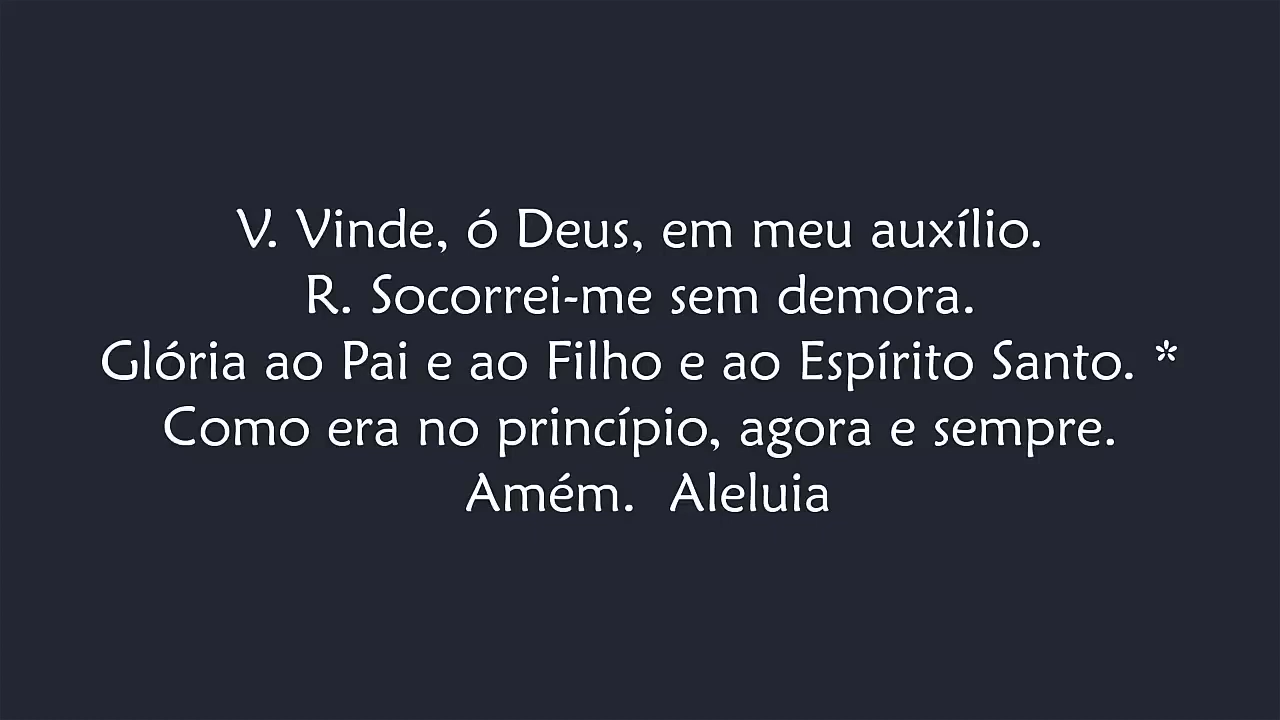 V. Vinde, ó Deus, em meu auxílio.
R. Socorrei-me sem demora.
Glória ao Pai e ao Filho e ao Espírito Santo. *
Como era no princípio, agora e sempre.
Amém.  Aleluia